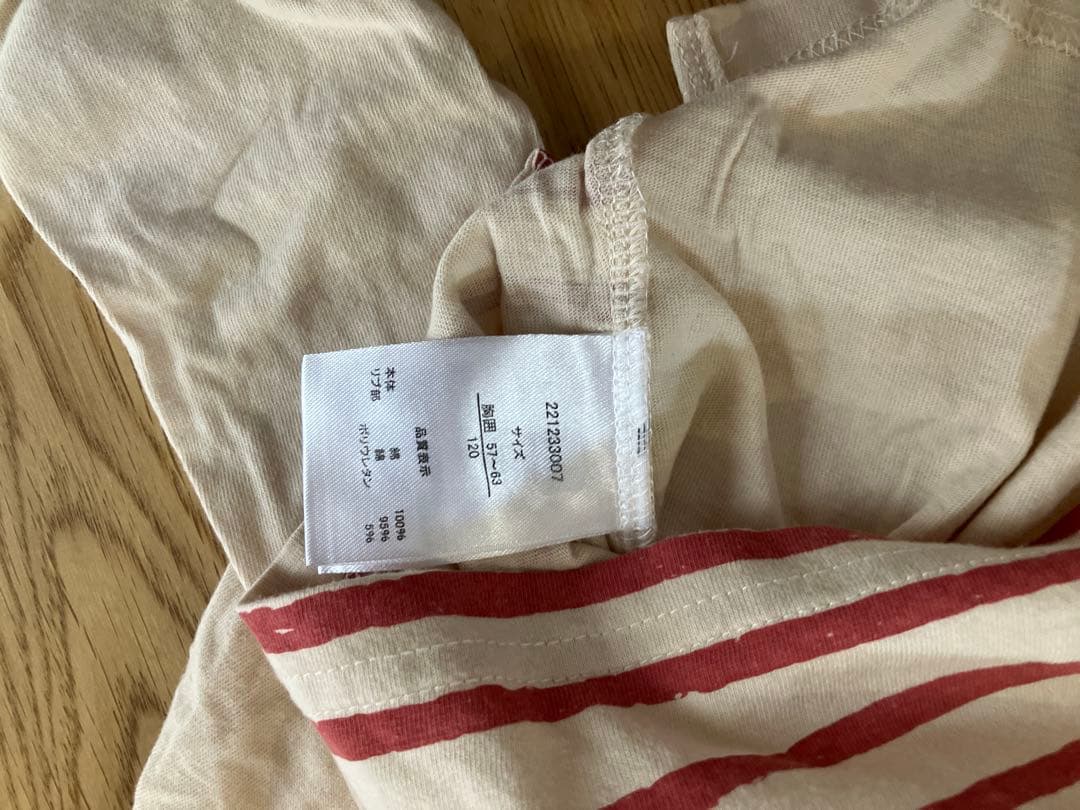 221233007
サイズ
胸囲 57～63
120
品質表示
本体 綿 100%
リブ部 綿 95%
ポリウレタン 5%